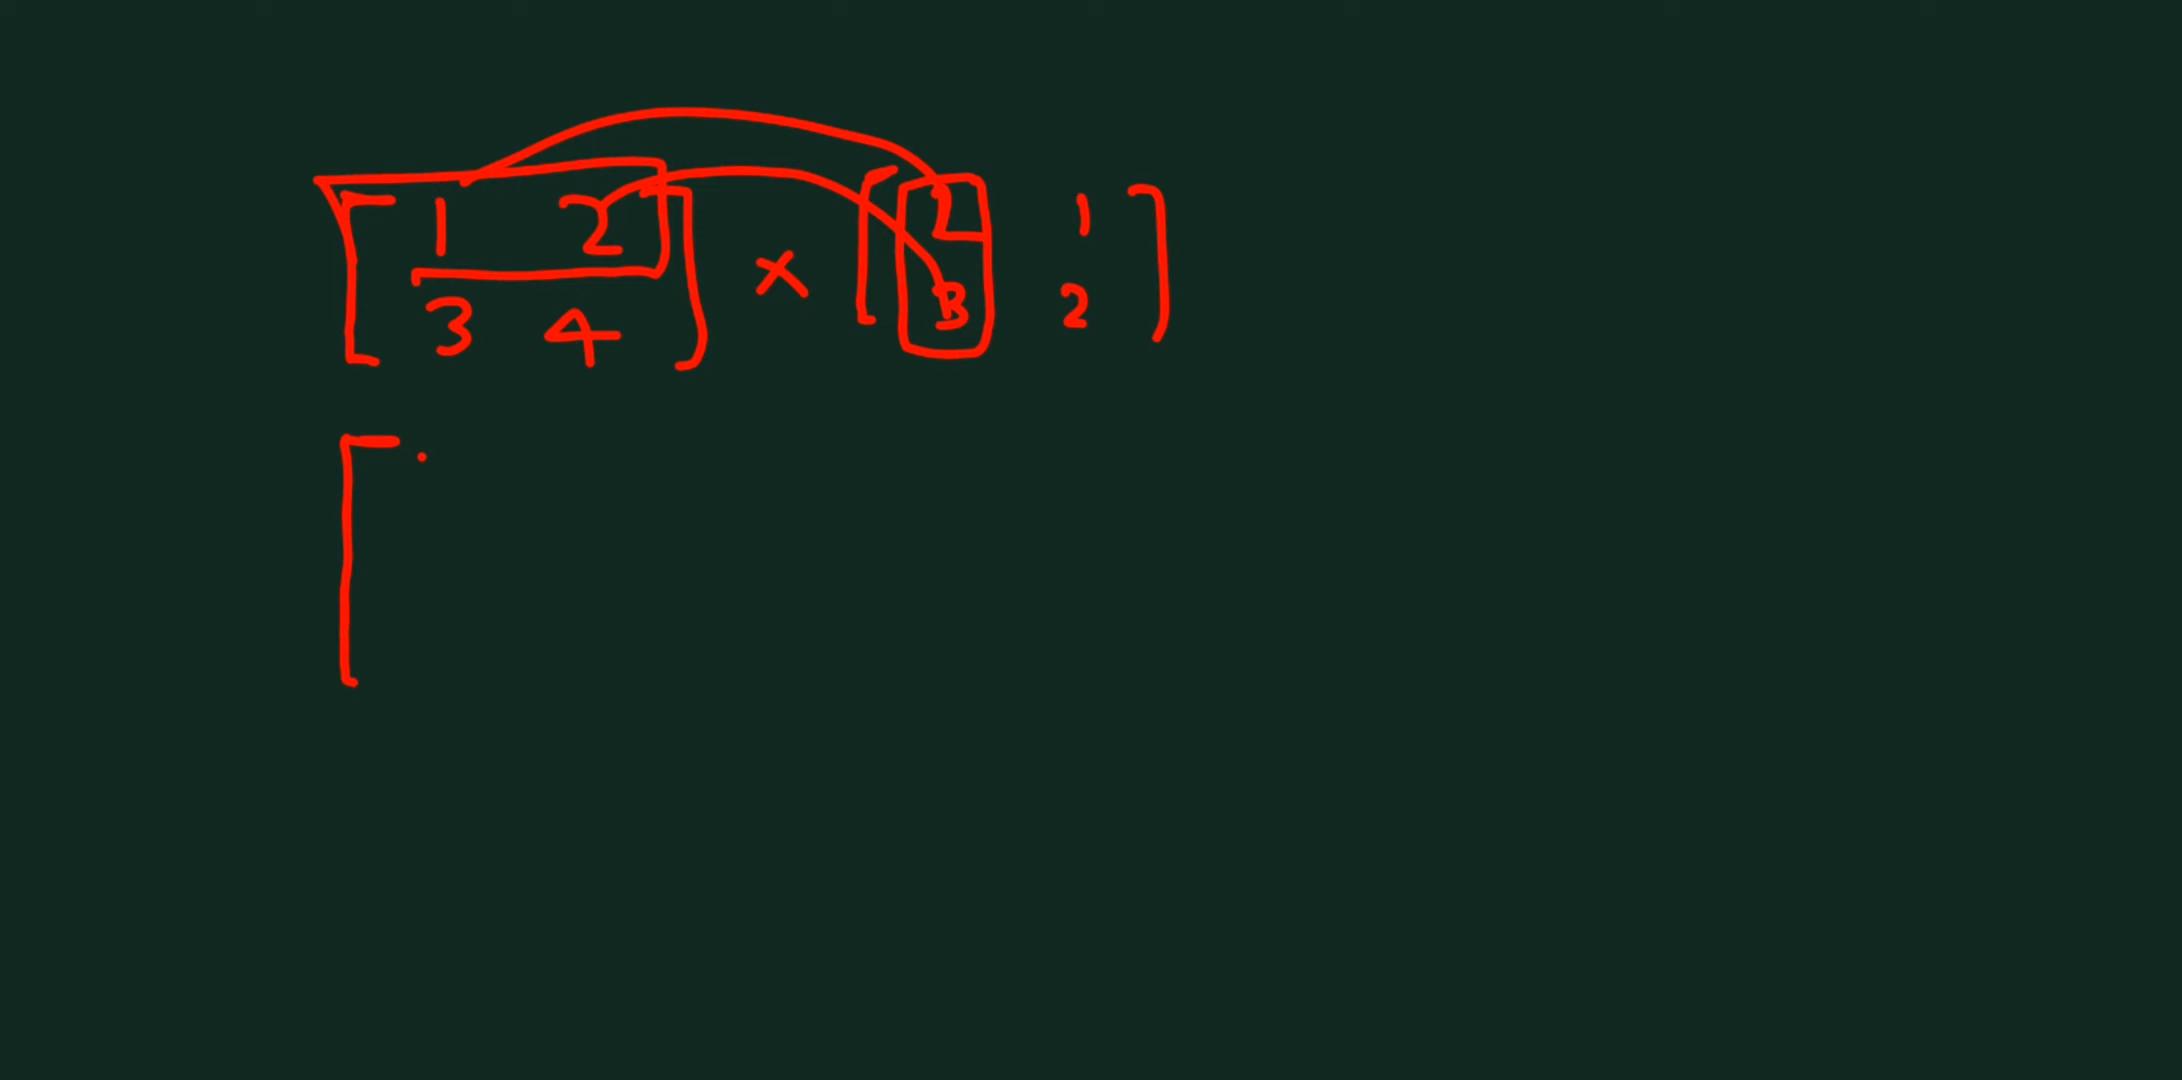 [ 1 2 ] × [ 2 1 ]
[ 3 4 ] [ 3 2 ]
[ .